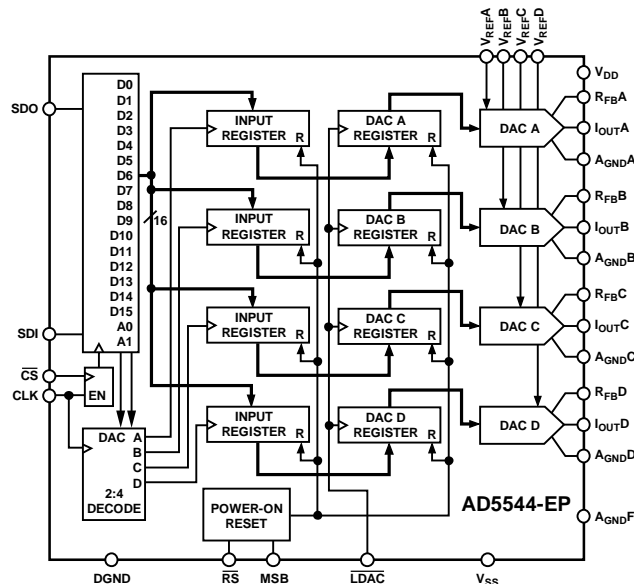 VREFA
VREFB
VREFC
VREFD
VDD
SDO
D0
D1
D2
D3
D4
D5
D6
D7
D8
D9
D10
D11
D12
D13
D14
D15
A0
A1
16
SDI
CS
CLK
EN
DAC A
B
C
D
2:4
DECODE
INPUT
REGISTER R
DAC A
REGISTER R
DAC A
RFBA
IOUTA
AGNDA
INPUT
REGISTER R
DAC B
REGISTER R
DAC B
RFBB
IOUTB
AGNDB
INPUT
REGISTER R
DAC C
REGISTER R
DAC C
RFBC
IOUTC
AGNDC
INPUT
REGISTER R
DAC D
REGISTER R
DAC D
RFBD
IOUTD
AGNDD
POWER-ON
RESET
AD5544-EP
AGNDF
DGND
RS
MSB
LDAC
VSS